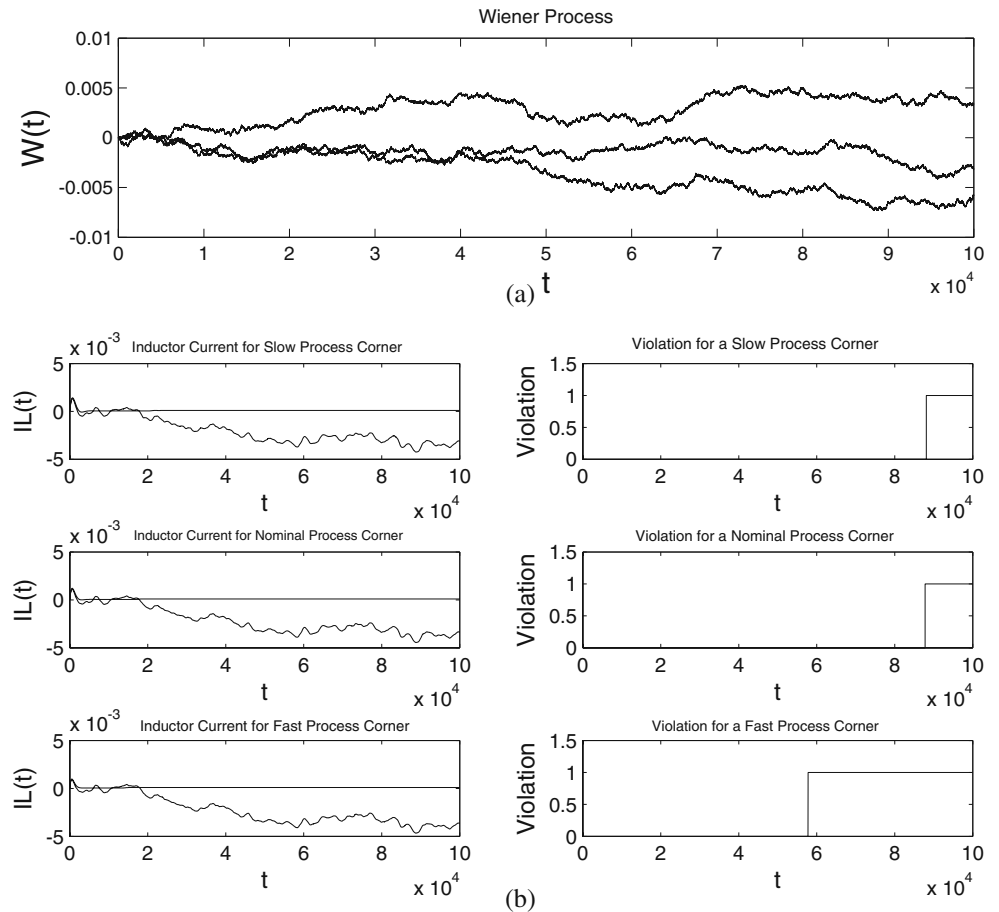 Wiener Process
0.01
0.005
0
-0.005
-0.01
W(t)
0 1 2 3 4 5 6 7 8 9 10
t
x 10^4
(a)
x 10^-3
Inductor Current for Slow Process Corner
5
0
-5
IL(t)
0 2 4 6 8 10
t
x 10^4
Violation for a Slow Process Corner
1.5
1
0.5
0
Violation
0 2 4 6 8 10
t
x 10^4
x 10^-3
Inductor Current for Nominal Process Corner
5
0
-5
IL(t)
0 2 4 6 8 10
t
x 10^4
Violation for a Nominal Process Corner
1.5
1
0.5
0
Violation
0 2 4 6 8 10
t
x 10^4
x 10^-3
Inductor Current for Fast Process Corner
5
0
-5
IL(t)
0 2 4 6 8 10
t
x 10^4
Violation for a Fast Process Corner
1.5
1
0.5
0
Violation
0 2 4 6 8 10
t
x 10^4
(b)